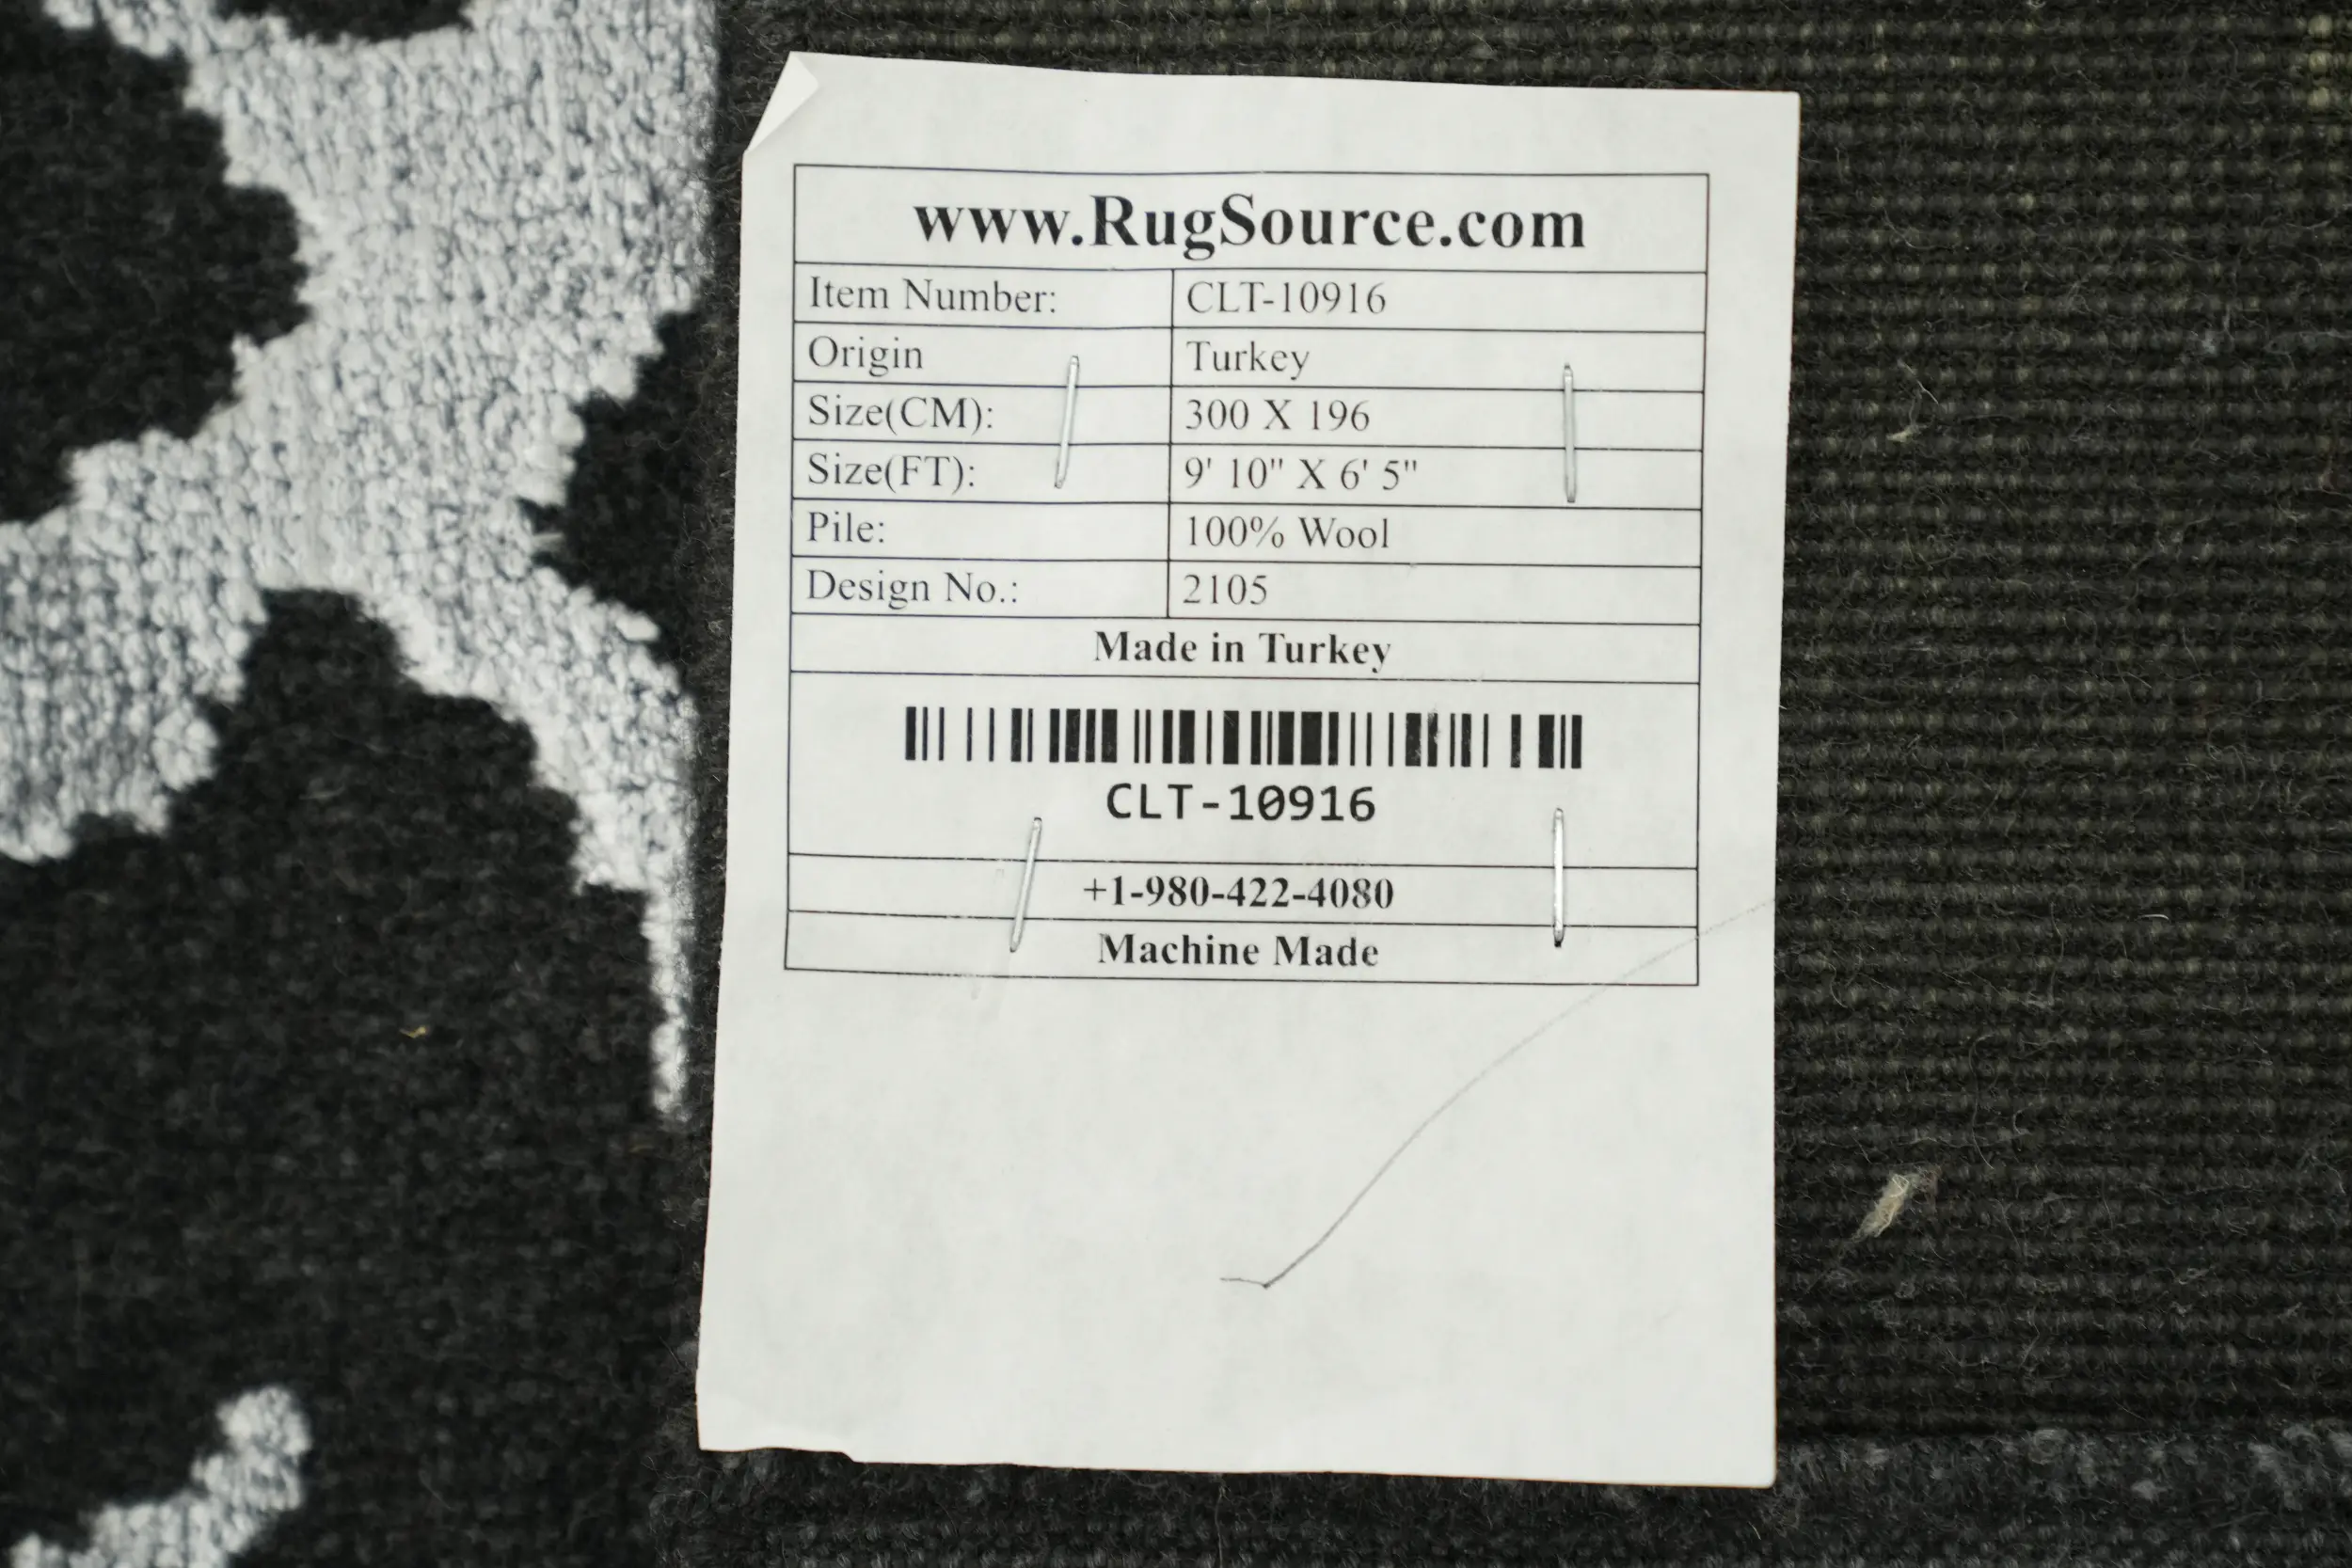 www.RugSource.com
Item Number: CLT-10916
Origin Turkey
Size(CM): 300 X 196
Size(FT): 9' 10" X 6' 5"
Pile: 100% Wool
Design No.: 2105
Made in Turkey
CLT-10916
+1-980-422-4080
Machine Made